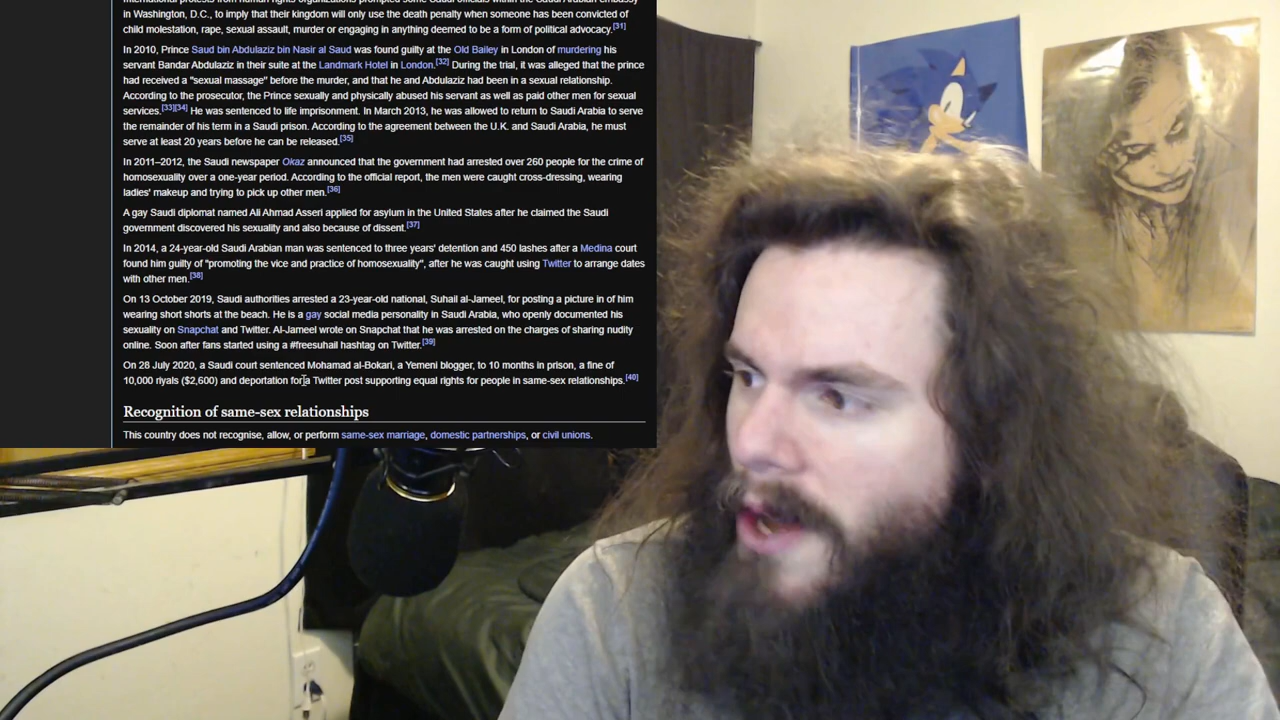 in Washington, D.C., to imply that their kingdom will only use the death penalty when someone has been convicted of
child molestation, rape, sexual assault, murder or engaging in anything deemed to be a form of political advocacy.[31]
In 2010, Prince Saud bin Abdulaziz bin Nasir al Saud was found guilty at the Old Bailey in London of murdering his
servant Bandar Abdulaziz in their suite at the Landmark Hotel in London.[32] During the trial, it was alleged that the prince
had received a "sexual massage" before the murder, and that he and Abdulaziz had been in a sexual relationship.
According to the prosecutor, the Prince sexually and physically abused his servant as well as paid other men for sexual
services.[33][34] He was sentenced to life imprisonment. In March 2013, he was allowed to return to Saudi Arabia to serve
the remainder of his term in a Saudi prison. According to the agreement between the U.K. and Saudi Arabia, he must
serve at least 20 years before he can be released.[35]
In 2011–2012, the Saudi newspaper Okaz announced that the government had arrested over 260 people for the crime of
homosexuality over a one-year period. According to the official report, the men were caught cross-dressing, wearing
ladies' makeup and trying to pick up other men.[36]
A gay Saudi diplomat named Ali Ahmad Asseri applied for asylum in the United States after he claimed the Saudi
government discovered his sexuality and also because of dissent.[37]
In 2014, a 24-year-old Saudi Arabian man was sentenced to three years' detention and 450 lashes after a Medina court
found him guilty of "promoting the vice and practice of homosexuality", after he was caught using Twitter to arrange dates
with other men.[38]
On 13 October 2019, Saudi authorities arrested a 23-year-old national, Suhail al-Jameel, for posting a picture in of him
wearing short shorts at the beach. He is a gay social media personality in Saudi Arabia, who openly documented his
sexuality on Snapchat and Twitter. Al-Jameel wrote on Snapchat that he was arrested on the charges of sharing nudity
online. Soon after fans started using a #freesuhail hashtag on Twitter.[39]
On 28 July 2020, a Saudi court sentenced Mohamad al-Bokari, a Yemeni blogger, to 10 months in prison, a fine of
10,000 riyals ($2,600) and deportation for a Twitter post supporting equal rights for people in same-sex relationships.[40]
Recognition of same-sex relationships
This country does not recognise, allow, or perform same-sex marriage, domestic partnerships, or civil unions.